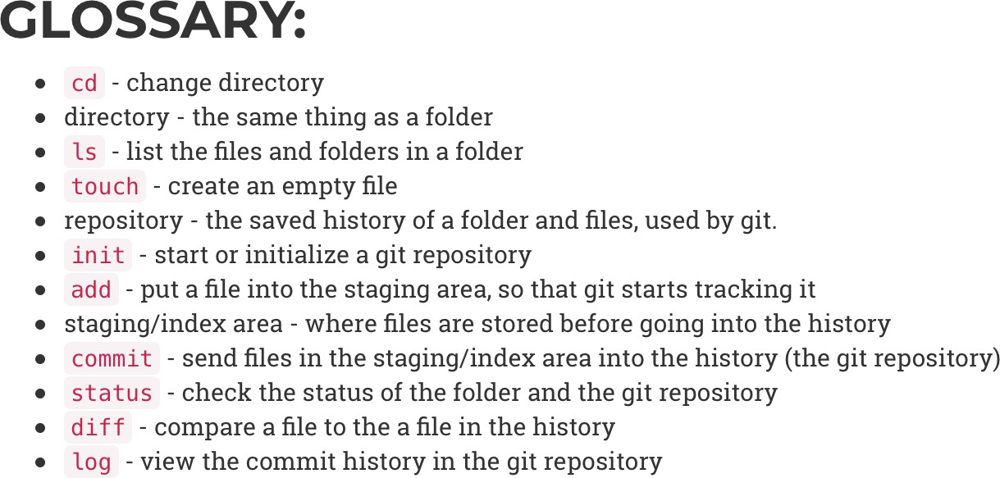 GLOSSARY:
• cd - change directory
• directory - the same thing as a folder
• ls - list the files and folders in a folder
• touch - create an empty file
• repository - the saved history of a folder and files, used by git.
• init - start or initialize a git repository
• add - put a file into the staging area, so that git starts tracking it
• staging/index area - where files are stored before going into the history
• commit - send files in the staging/index area into the history (the git repository)
• status - check the status of the folder and the git repository
• diff - compare a file to the a file in the history
• log - view the commit history in the git repository